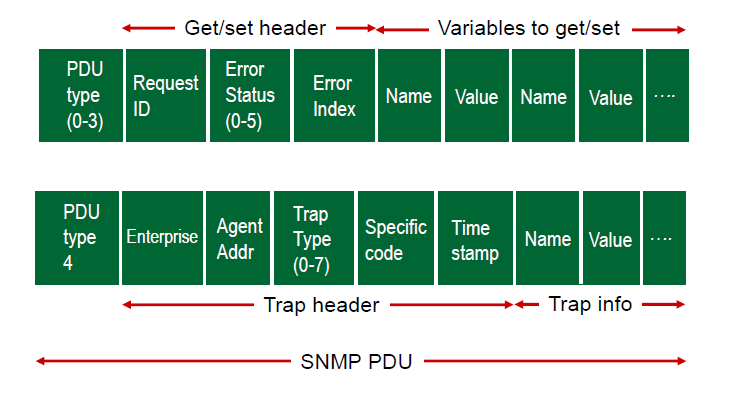 Get/set header
Variables to get/set
PDU
type
(0-3)
Request
ID
Error
Status
(0-5)
Error
Index
Name
Value
Name
Value
....
PDU
type
4
Enterprise
Agent
Addr
Trap
Type
(0-7)
Specific
code
Time
stamp
Name
Value
....
Trap header
Trap info
SNMP PDU